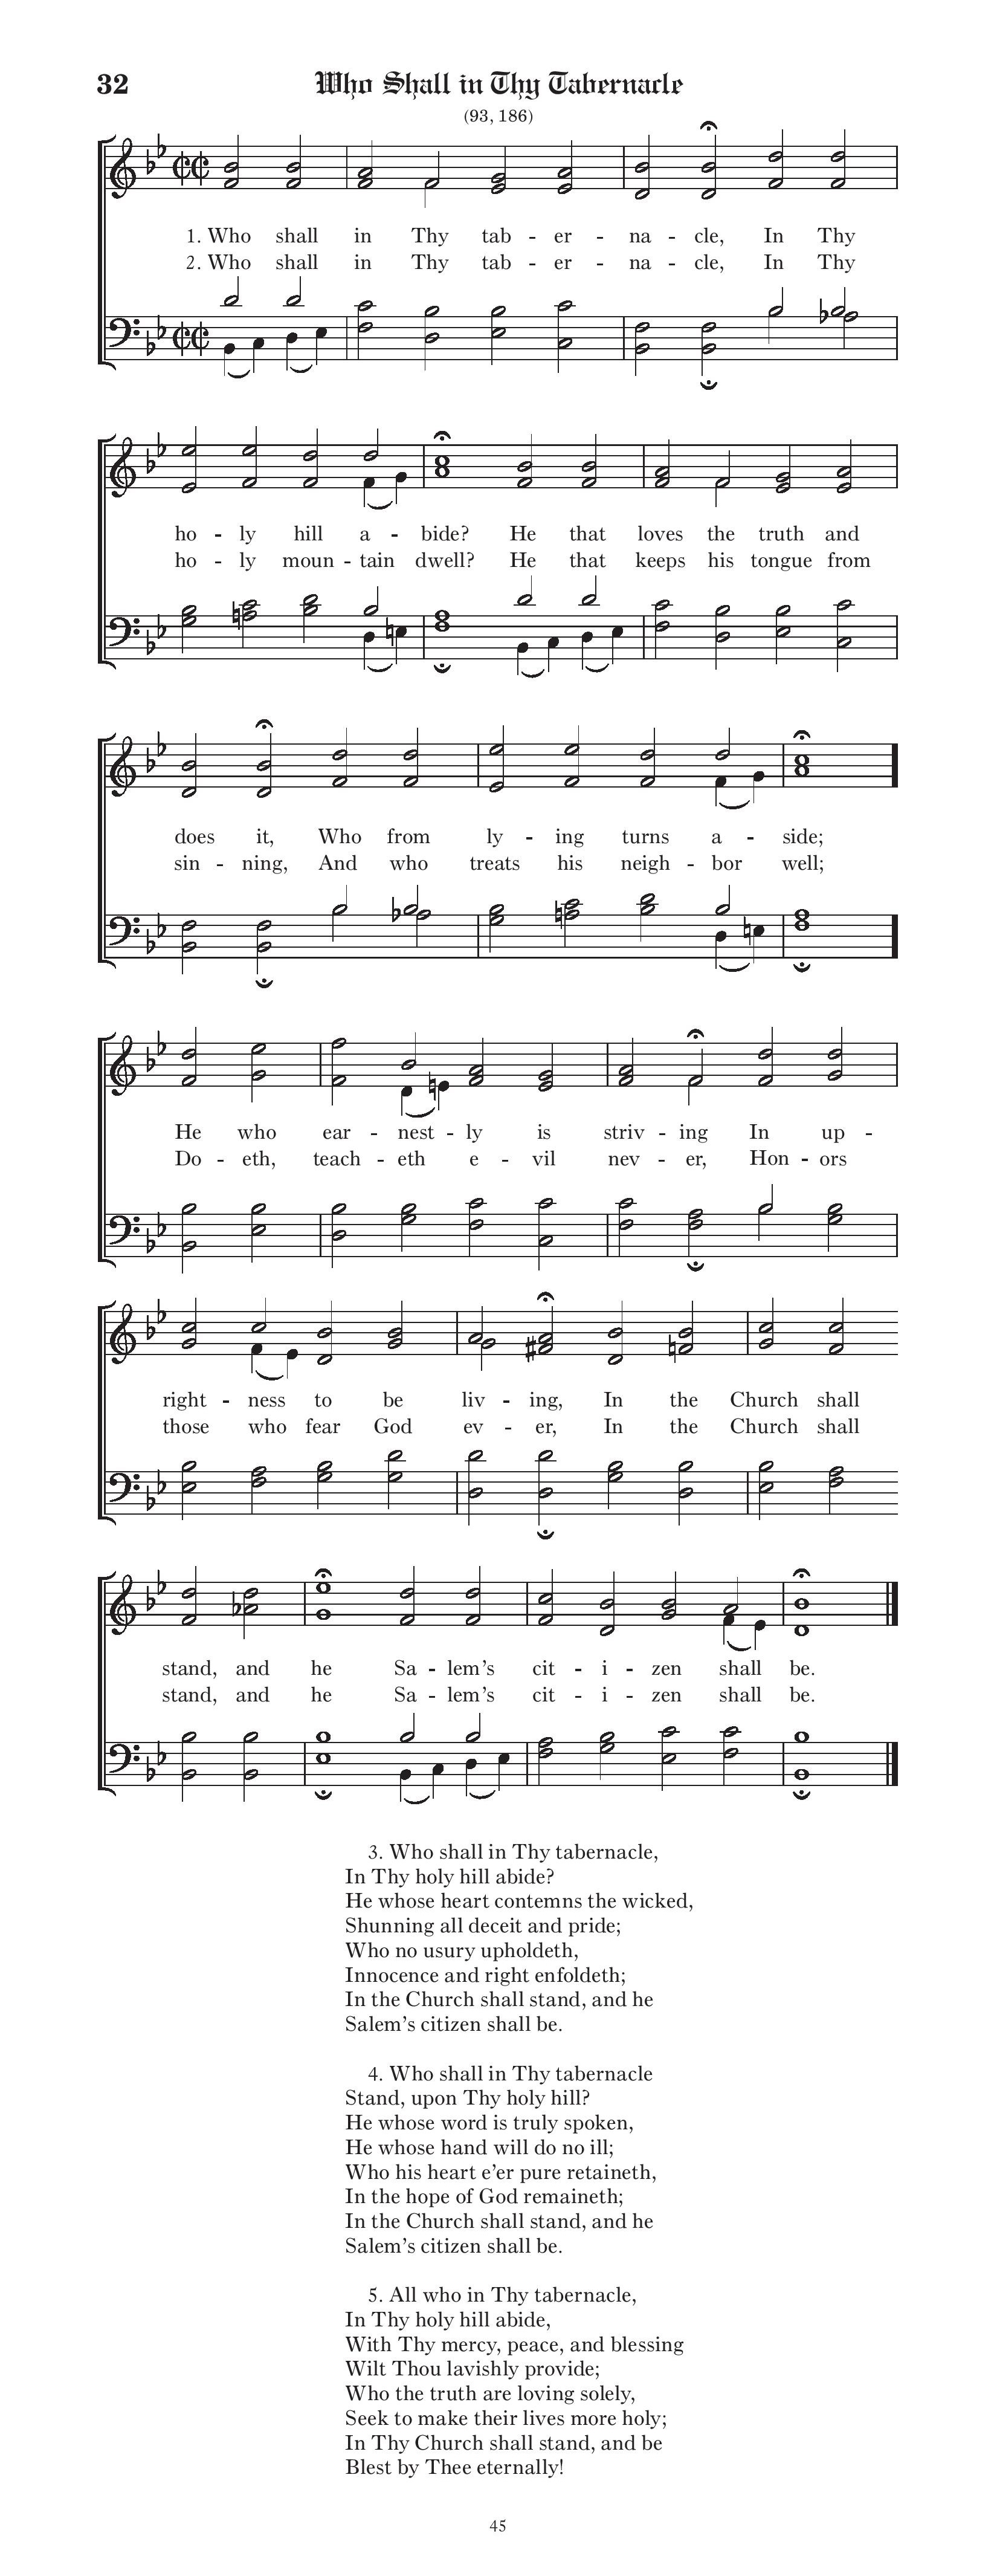 32 Who Shall in Thy Tabernacle
(93, 186)
1. Who shall in Thy tab - er - na - cle, In Thy
2. Who shall in Thy tab - er - na - cle, In Thy
ho - ly hill a - bide? He that loves the truth and
ho - ly moun - tain dwell? He that keeps his tongue from
does it, Who from ly - ing turns a - side;
sin - ning, And who treats his neigh - bor well;
He who ear - nest - ly is striv - ing In up -
Do - eth, teach - eth e - vil nev - er, Hon - ors
right - ness to be liv - ing, In the Church shall
those who fear God ev - er, In the Church shall
stand, and he Sa - lem’s cit - i - zen shall be.
stand, and he Sa - lem’s cit - i - zen shall be.
3. Who shall in Thy tabernacle,
In Thy holy hill abide?
He whose heart contemns the wicked,
Shunning all deceit and pride;
Who no usury upholdeth,
Innocence and right enfoldeth;
In the Church shall stand, and he
Salem’s citizen shall be.
4. Who shall in Thy tabernacle
Stand, upon Thy holy hill?
He whose word is truly spoken,
He whose hand will do no ill;
Who his heart e’er pure retaineth,
In the hope of God remaineth;
In the Church shall stand, and he
Salem’s citizen shall be.
5. All who in Thy tabernacle,
In Thy holy hill abide,
With Thy mercy, peace, and blessing
Wilt Thou lavishly provide;
Who the truth are loving solely,
Seek to make their lives more holy;
In Thy Church shall stand, and be
Blest by Thee eternally!
45